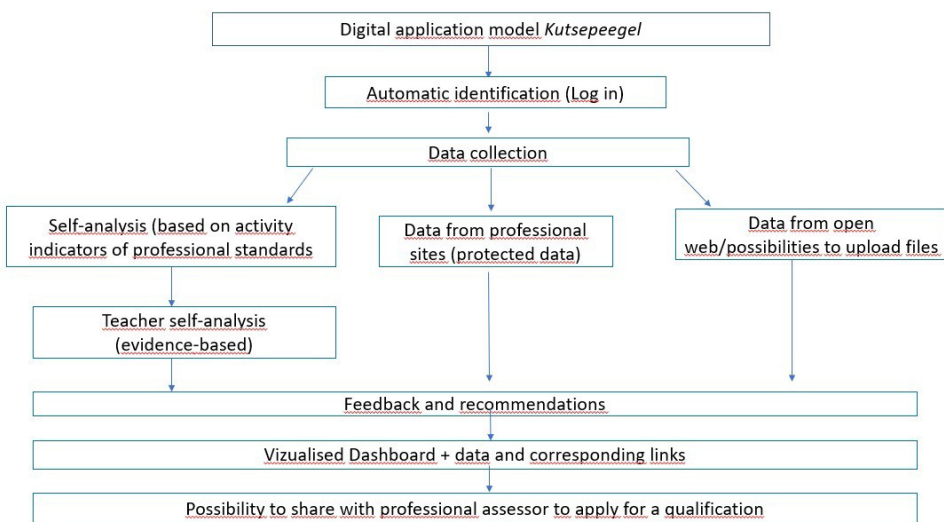 Digital application model Kutsepeegel
Automatic identification (Log in)
Data collection
Self-analysis (based on activity
indicators of professional standards
Data from professional
sites (protected data)
Data from open
web/possibilities to upload files
Teacher self-analysis
(evidence-based)
Feedback and recommendations
Vizualised Dashboard + data and corresponding links
Possibility to share with professional assessor to apply for a qualification